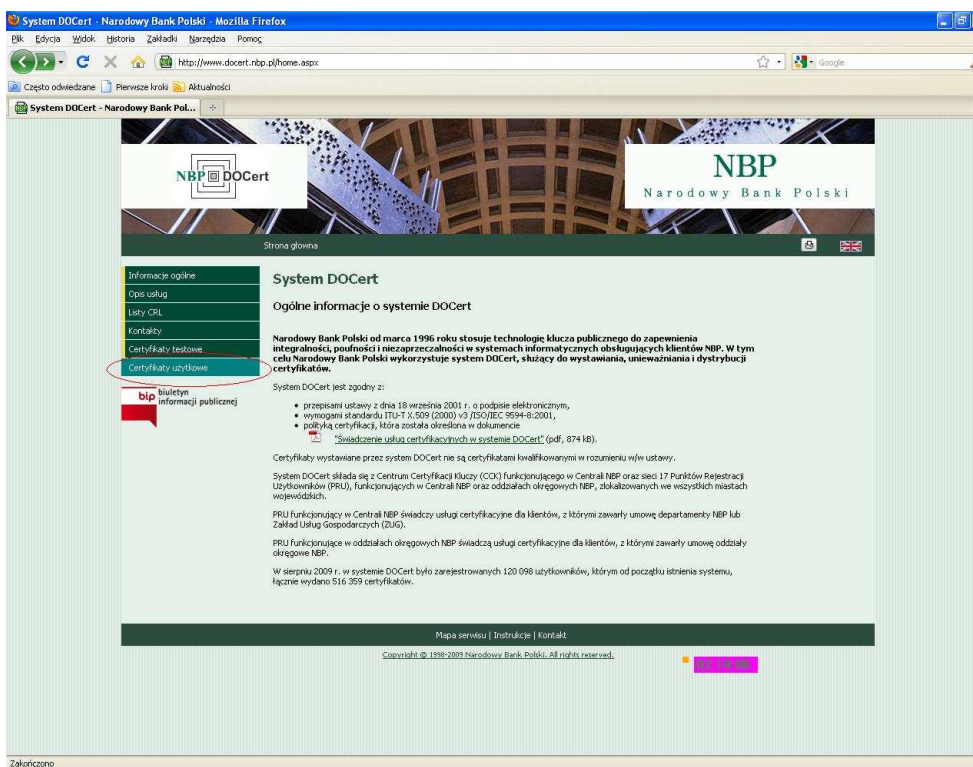 System DOCert - Narodowy Bank Polski - Mozilla Firefox
Plik Edycja Widok Historia Zakładki Narzędzia Pomoc
http://www.docert.nbp.pl/home.aspx
Google
Często odwiedzane Pierwsze kroki Aktualności
System DOCert - Narodowy Bank Pol...
NBP DOCert
NBP
Narodowy Bank Polski
Strona głowna
Informacje ogólne
Opis usług
Listy CRL
Kontakty
Certyfikaty testowe
Certyfikaty użytkowe
bip biuletyn
informacji publicznej
System DOCert
Ogólne informacje o systemie DOCert
Narodowy Bank Polski od marca 1996 roku stosuje technologię klucza publicznego do zapewnienia
integralności, poufności i niezaprzeczalności w systemach informatycznych obsługujących klientów NBP. W tym
celu Narodowy Bank Polski wykorzystuje system DOCert, służący do wystawiania, unieważniania i dystrybucji
certyfikatów.
System DOCert jest zgodny z:
• przepisami ustawy z dnia 18 września 2001 r. o podpisie elektronicznym,
• wymogami standardu ITU-T X.509 (2000) v3 /ISO/IEC 9594-8:2001,
• polityką certyfikacji, która została określona w dokumencie
"Świadczenie usług certyfikacyjnych w systemie DOCert" (pdf, 874 kB).
Certyfikaty wystawiane przez system DOCert nie są certyfikatami kwalifikowanymi w rozumieniu w/w ustawy.
System DOCert składa się z Centrum Certyfikacji Kluczy (CCK) funkcjonującego w Centrali NBP oraz sieci 17 Punktów Rejestracji
Użytkowników (PRU), funkcjonujących w Centrali NBP oraz oddziałach okręgowych NBP, zlokalizowanych we wszystkich miastach
wojewódzkich.
PRU funkcjonujący w Centrali NBP świadczy usługi certyfikacyjne dla klientów, z którymi zawarły umowę departamenty NBP lub
Zakład Usług Gospodarczych (ZUG).
PRU funkcjonujące w oddziałach okręgowych NBP świadczą usługi certyfikacyjne dla klientów, z którymi zawarły umowę oddziały
okręgowe NBP.
W sierpniu 2009 r. w systemie DOCert było zarejestrowanych 120 098 użytkowników, którym od początku istnienia systemu,
łącznie wydano 516 359 certyfikatów.
Mapa serwisu | Instrukcje | Kontakt
Copyright @ 1998-2009 Narodowy Bank Polski. All rights reserved.
Zakończono